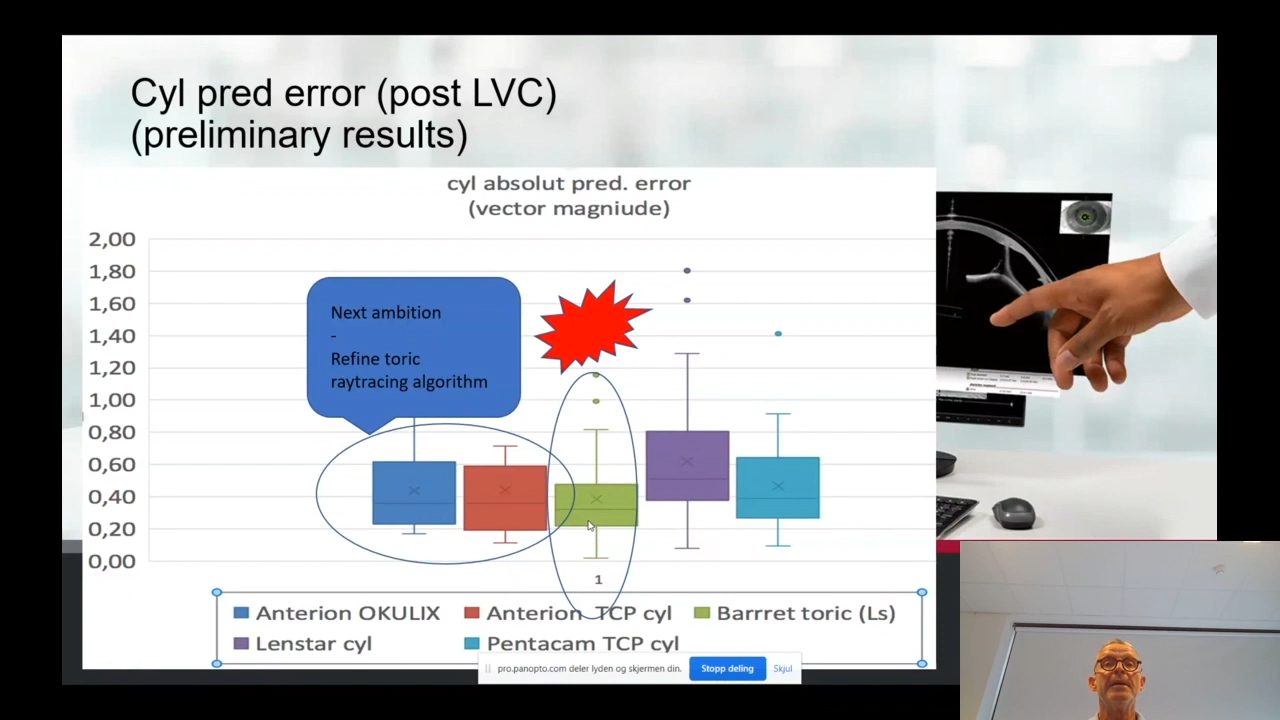 Cyl pred error (post LVC)
(preliminary results)
cyl absolut pred. error
(vector magniude)
2,00
1,80
1,60
1,40
1,20
1,00
0,80
0,60
0,40
0,20
0,00
Next ambition
-
Refine toric
raytracing algorithm
1
Anterion OKULIX Anterion TCP cyl Barrret toric (Ls)
Lenstar cyl Pentacam TCP cyl
pro.panopto.com deler lyden og skjermen din. Stopp deling Skjul